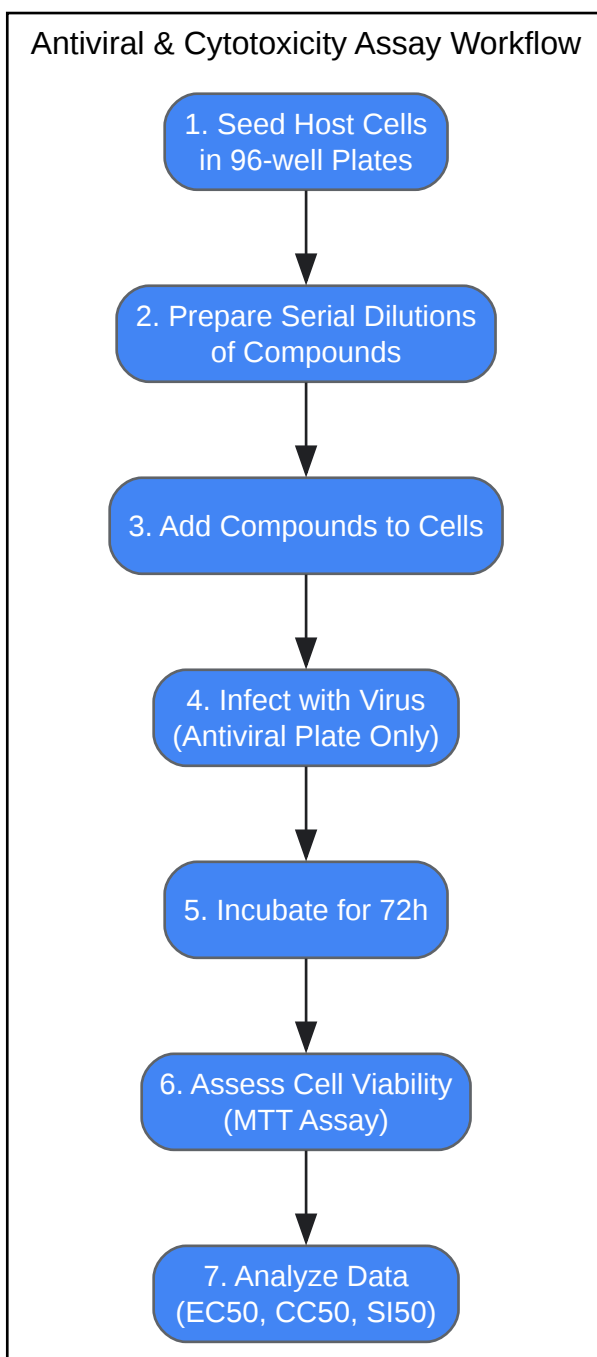 Antiviral & Cytotoxicity Assay Workflow
1. Seed Host Cells
in 96-well Plates
2. Prepare Serial Dilutions
of Compounds
3. Add Compounds to Cells
4. Infect with Virus
(Antiviral Plate Only)
5. Incubate for 72h
6. Assess Cell Viability
(MTT Assay)
7. Analyze Data
(EC50, CC50, SI50)